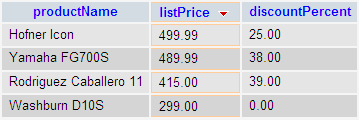 productName listPrice discountPercent
Hofner Icon 499.99 25.00
Yamaha FG700S 489.99 38.00
Rodriguez Caballero 11 415.00 39.00
Washburn D10S 299.00 0.00